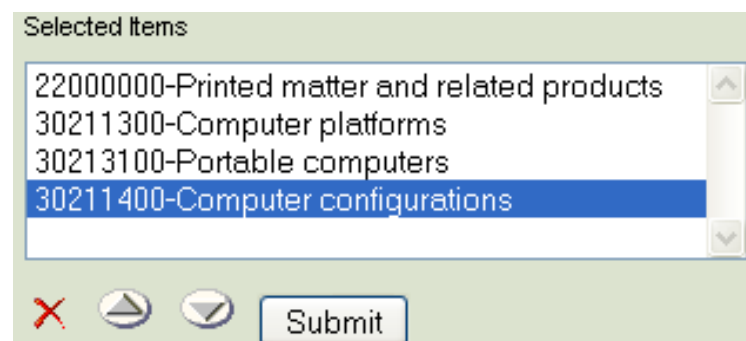 Selected Items
22000000-Printed matter and related products
30211300-Computer platforms
30213100-Portable computers
30211400-Computer configurations
Submit